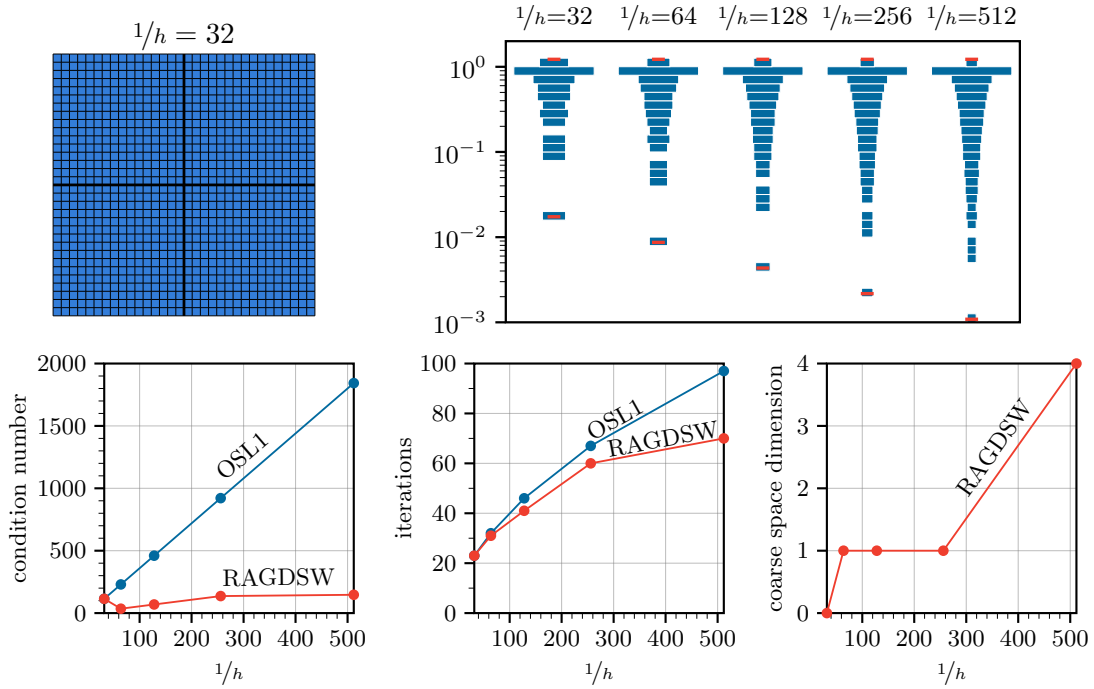 1/h = 32
1/h=32 1/h=64 1/h=128 1/h=256 1/h=512
10⁰
10⁻¹
10⁻²
10⁻³
condition number
2000
1500
1000
500
0
OSL1
RAGDSW
100 200 300 400 500
1/h
iterations
100
80
60
40
20
0
OSL1
RAGDSW
100 200 300 400 500
1/h
coarse space dimension
4
3
2
1
0
RAGDSW
100 200 300 400 500
1/h